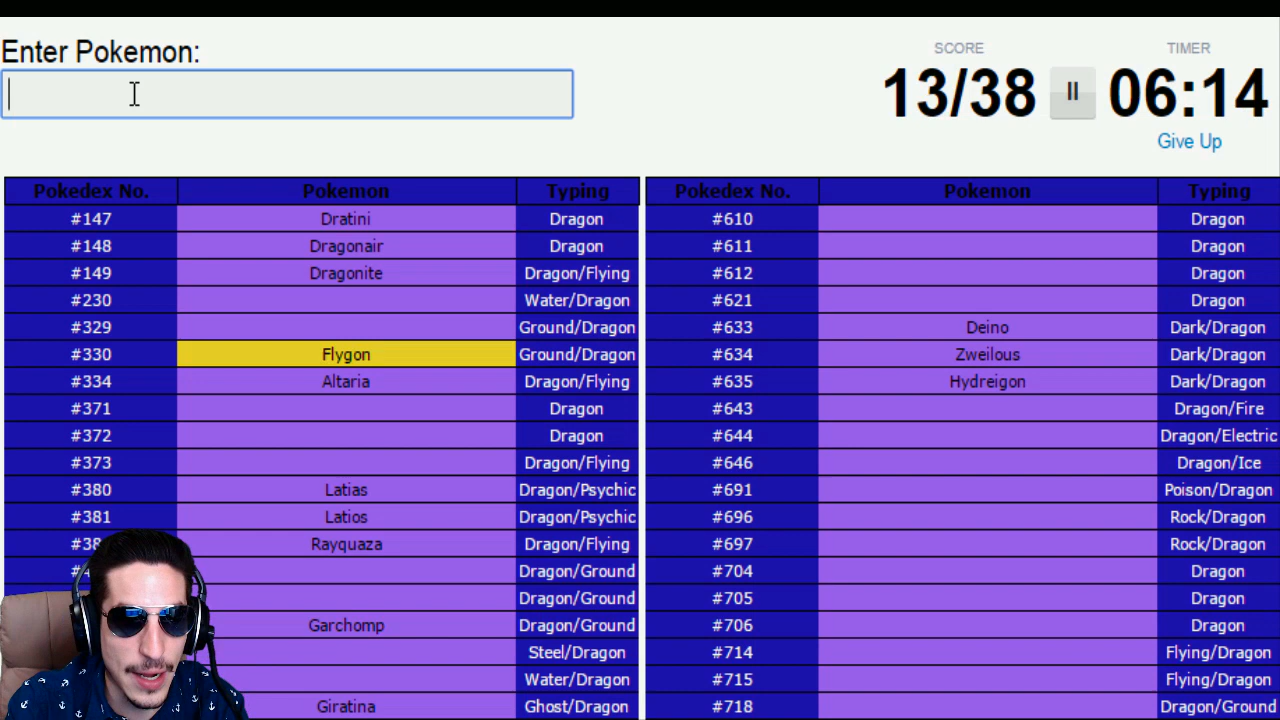 Enter Pokemon:
SCORE
13/38
TIMER
06:14
Give Up
Pokedex No. Pokemon Typing
#147 Dratini Dragon
#148 Dragonair Dragon
#149 Dragonite Dragon/Flying
#230 Water/Dragon
#329 Ground/Dragon
#330 Flygon Ground/Dragon
#334 Altaria Dragon/Flying
#371 Dragon
#372 Dragon
#373 Dragon/Flying
#380 Latias Dragon/Psychic
#381 Latios Dragon/Psychic
Rayquaza Dragon/Flying
Dragon/Ground
Dragon/Ground
Garchomp Dragon/Ground
Steel/Dragon
Water/Dragon
Giratina Ghost/Dragon
Pokedex No. Pokemon Typing
#610 Dragon
#611 Dragon
#612 Dragon
#621 Dragon
#633 Deino Dark/Dragon
#634 Zweilous Dark/Dragon
#635 Hydreigon Dark/Dragon
#643 Dragon/Fire
#644 Dragon/Electric
#646 Dragon/Ice
#691 Poison/Dragon
#696 Rock/Dragon
#697 Rock/Dragon
#704 Dragon
#705 Dragon
#706 Dragon
#714 Flying/Dragon
#715 Flying/Dragon
#718 Dragon/Ground